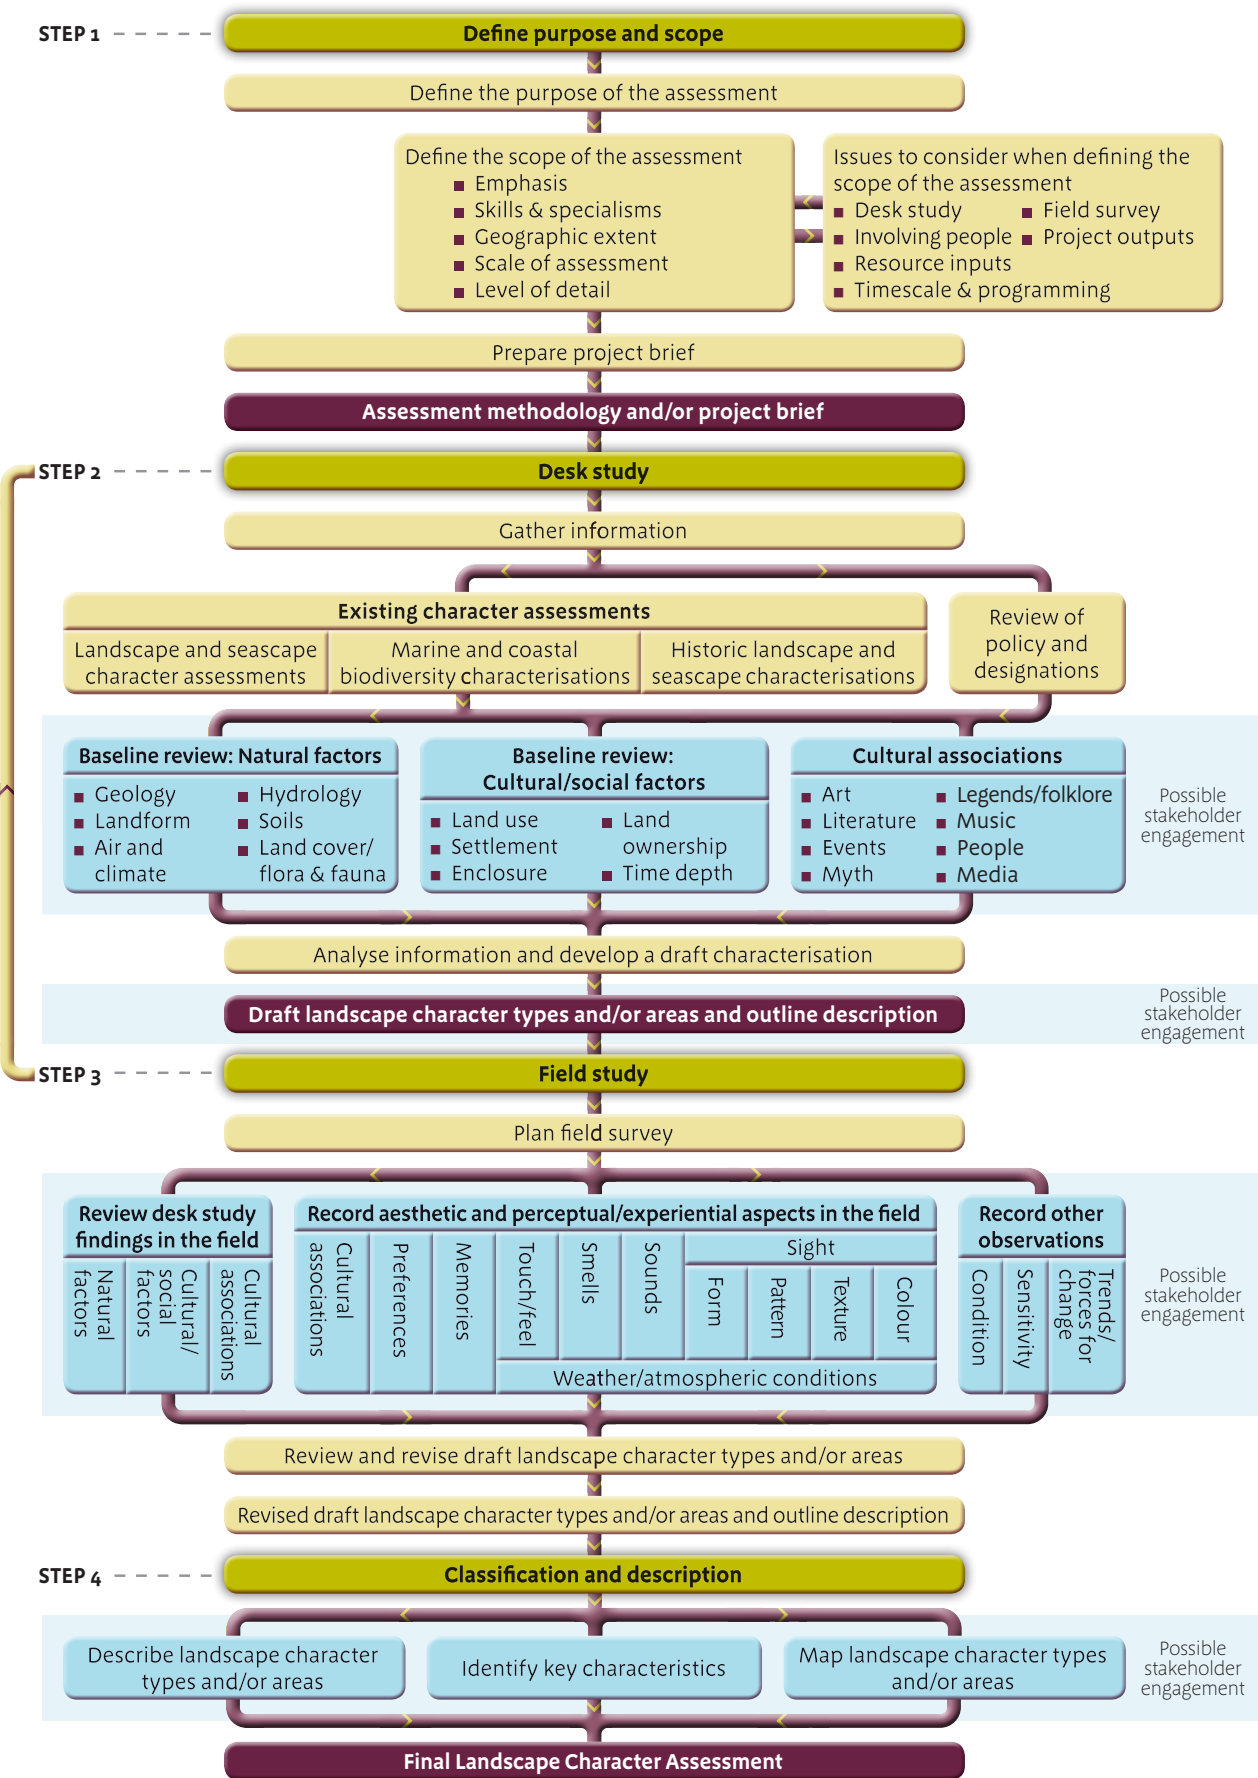 STEP 1
Define purpose and scope
Define the purpose of the assessment
Define the scope of the assessment
Emphasis
Skills & specialisms
Geographic extent
Scale of assessment
Level of detail
Issues to consider when defining the
scope of the assessment
Desk study
Involving people
Resource inputs
Timescale & programming
Field survey
Project outputs
Prepare project brief
Assessment methodology and/or project brief
STEP 2
Desk study
Gather information
Existing character assessments
Landscape and seascape
character assessments
Marine and coastal
biodiversity characterisations
Historic landscape and
seascape characterisations
Review of
policy and
designations
Baseline review: Natural factors
Geology
Landform
Air and
climate
Hydrology
Soils
Land cover/
flora & fauna
Baseline review:
Cultural/social factors
Land use
Settlement
Enclosure
Land
ownership
Time depth
Cultural associations
Art
Literature
Events
Myth
Legends/folklore
Music
People
Media
Possible
stakeholder
engagement
Analyse information and develop a draft characterisation
Draft landscape character types and/or areas and outline description
Possible
stakeholder
engagement
STEP 3
Field study
Plan field survey
Review desk study
findings in the field
Natural
factors
Cultural/
social
factors
Cultural
associations
Record aesthetic and perceptual/experiential aspects in the field
Cultural
associations
Preferences
Memories
Touch/feel
Smells
Sounds
Sight
Form
Pattern
Texture
Colour
Weather/atmospheric conditions
Record other
observations
Condition
Sensitivity
Trends/
forces for
change
Possible
stakeholder
engagement
Review and revise draft landscape character types and/or areas
Revised draft landscape character types and/or areas and outline description
STEP 4
Classification and description
Describe landscape character
types and/or areas
Identify key characteristics
Map landscape character types
and/or areas
Possible
stakeholder
engagement
Final Landscape Character Assessment